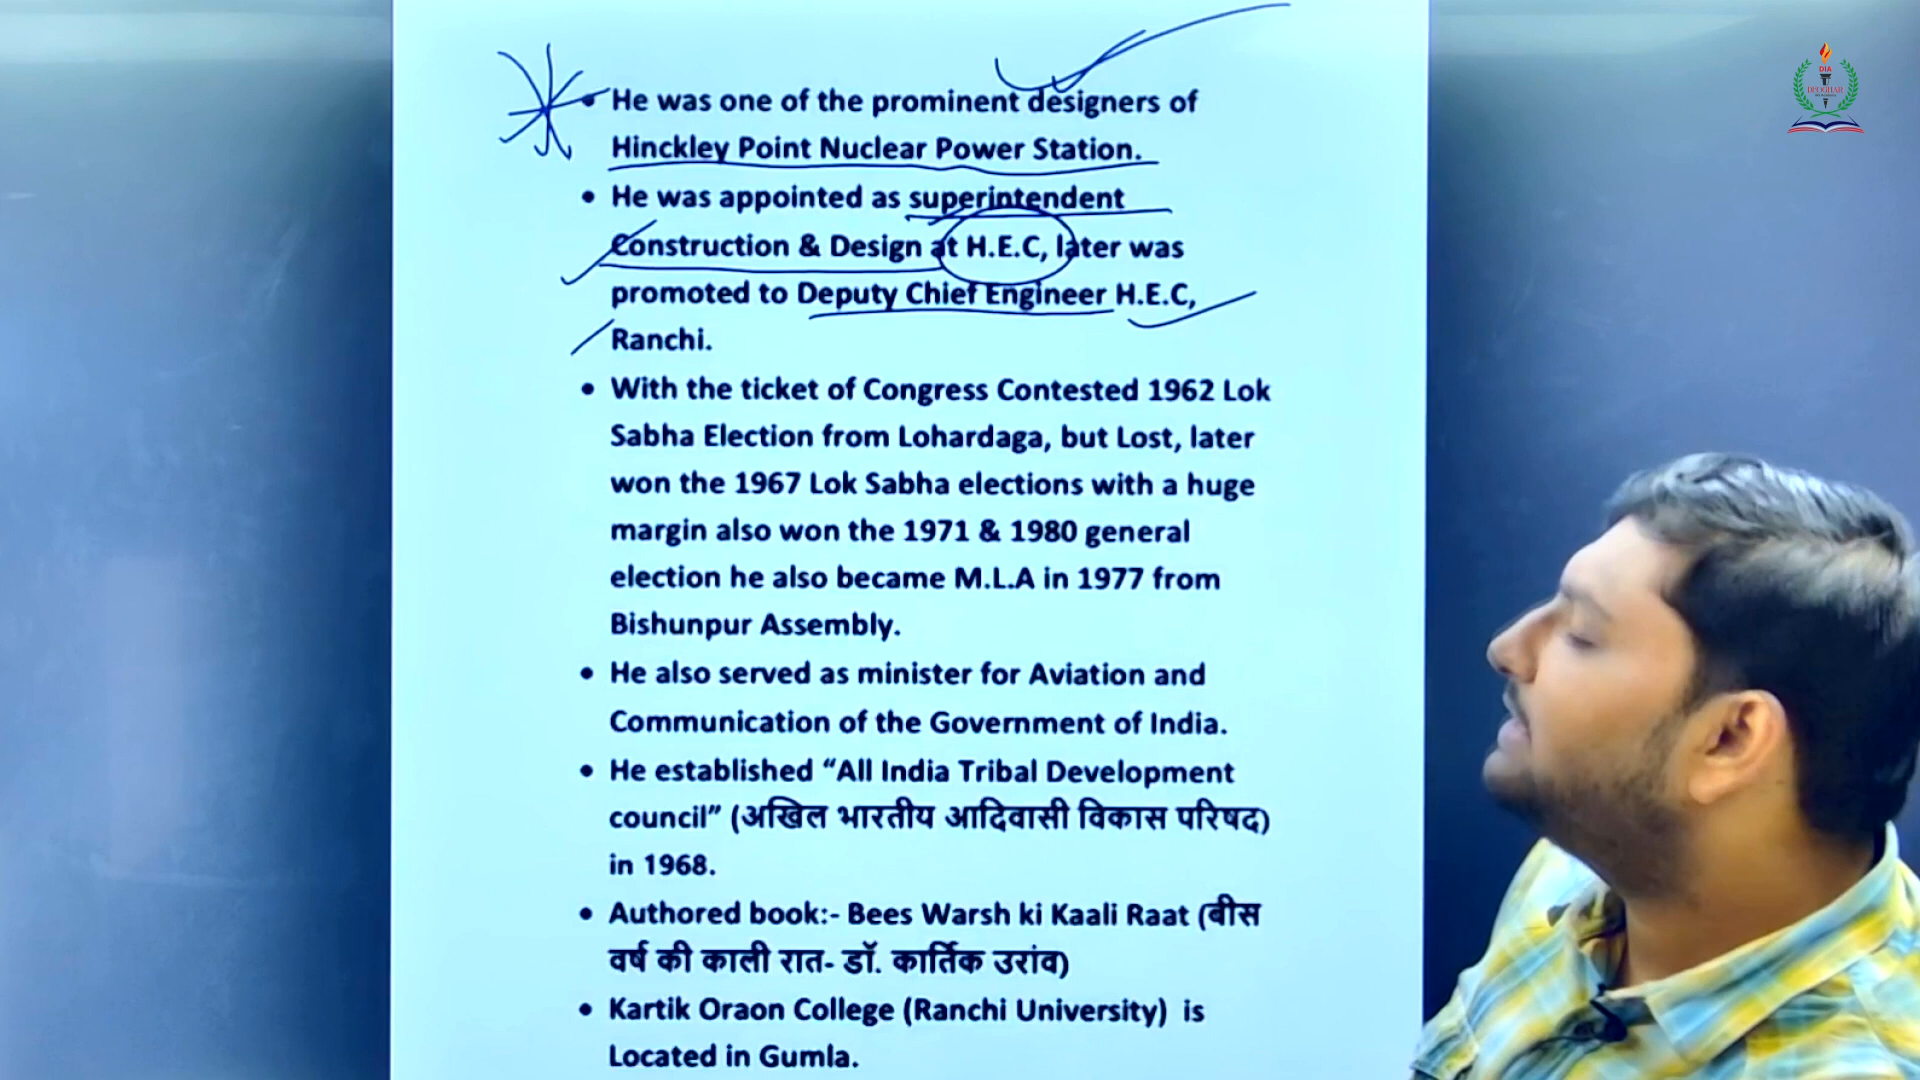 DIA
DEOGHAR
He was one of the prominent designers of
Hinckley Point Nuclear Power Station.
He was appointed as superintendent
Construction & Design at H.E.C, later was
promoted to Deputy Chief Engineer H.E.C,
Ranchi.
With the ticket of Congress Contested 1962 Lok
Sabha Election from Lohardaga, but Lost, later
won the 1967 Lok Sabha elections with a huge
margin also won the 1971 & 1980 general
election he also became M.L.A in 1977 from
Bishunpur Assembly.
He also served as minister for Aviation and
Communication of the Government of India.
He established “All India Tribal Development
council” (अखिल भारतीय आदिवासी विकास परिषद)
in 1968.
Authored book:- Bees Warsh ki Kaali Raat (बीस
वर्ष की काली रात- डॉ. कार्तिक उरांव)
Kartik Oraon College (Ranchi University) is
Located in Gumla.